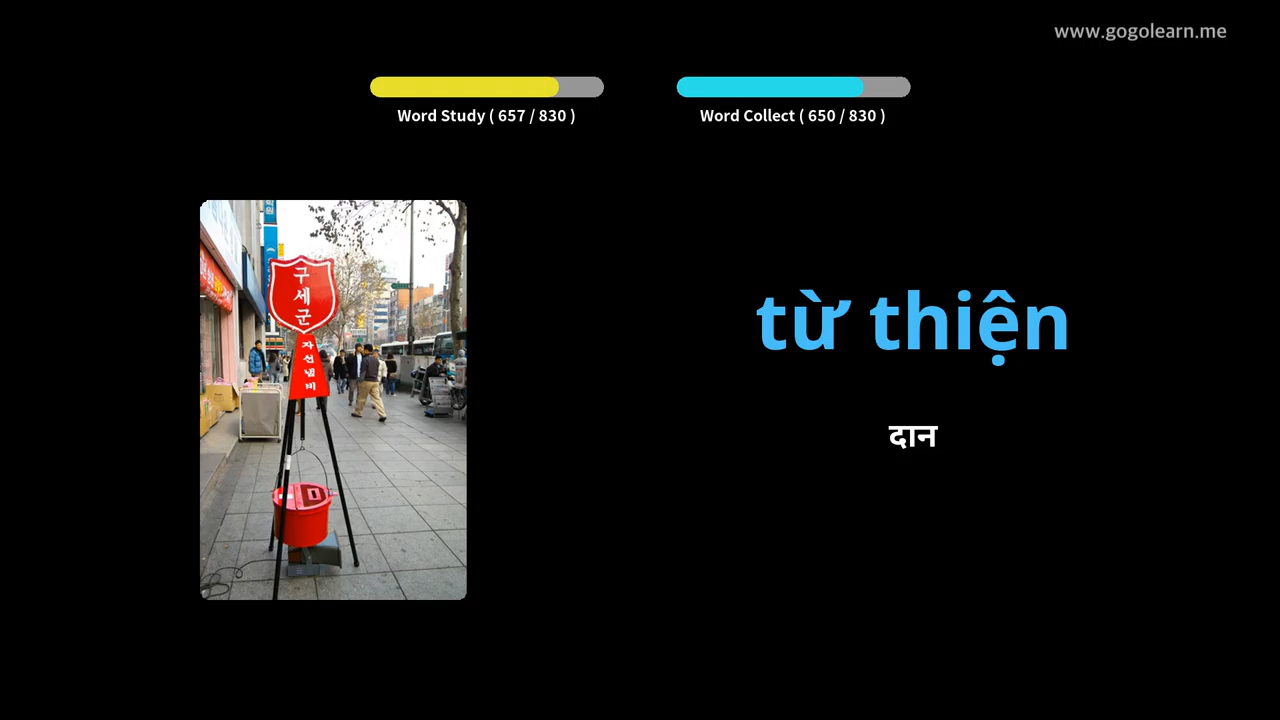 www.gogolearn.me
Word Study ( 657 / 830 )
Word Collect ( 650 / 830 )
구
세
군
자
선
냄
비
từ thiện
दान